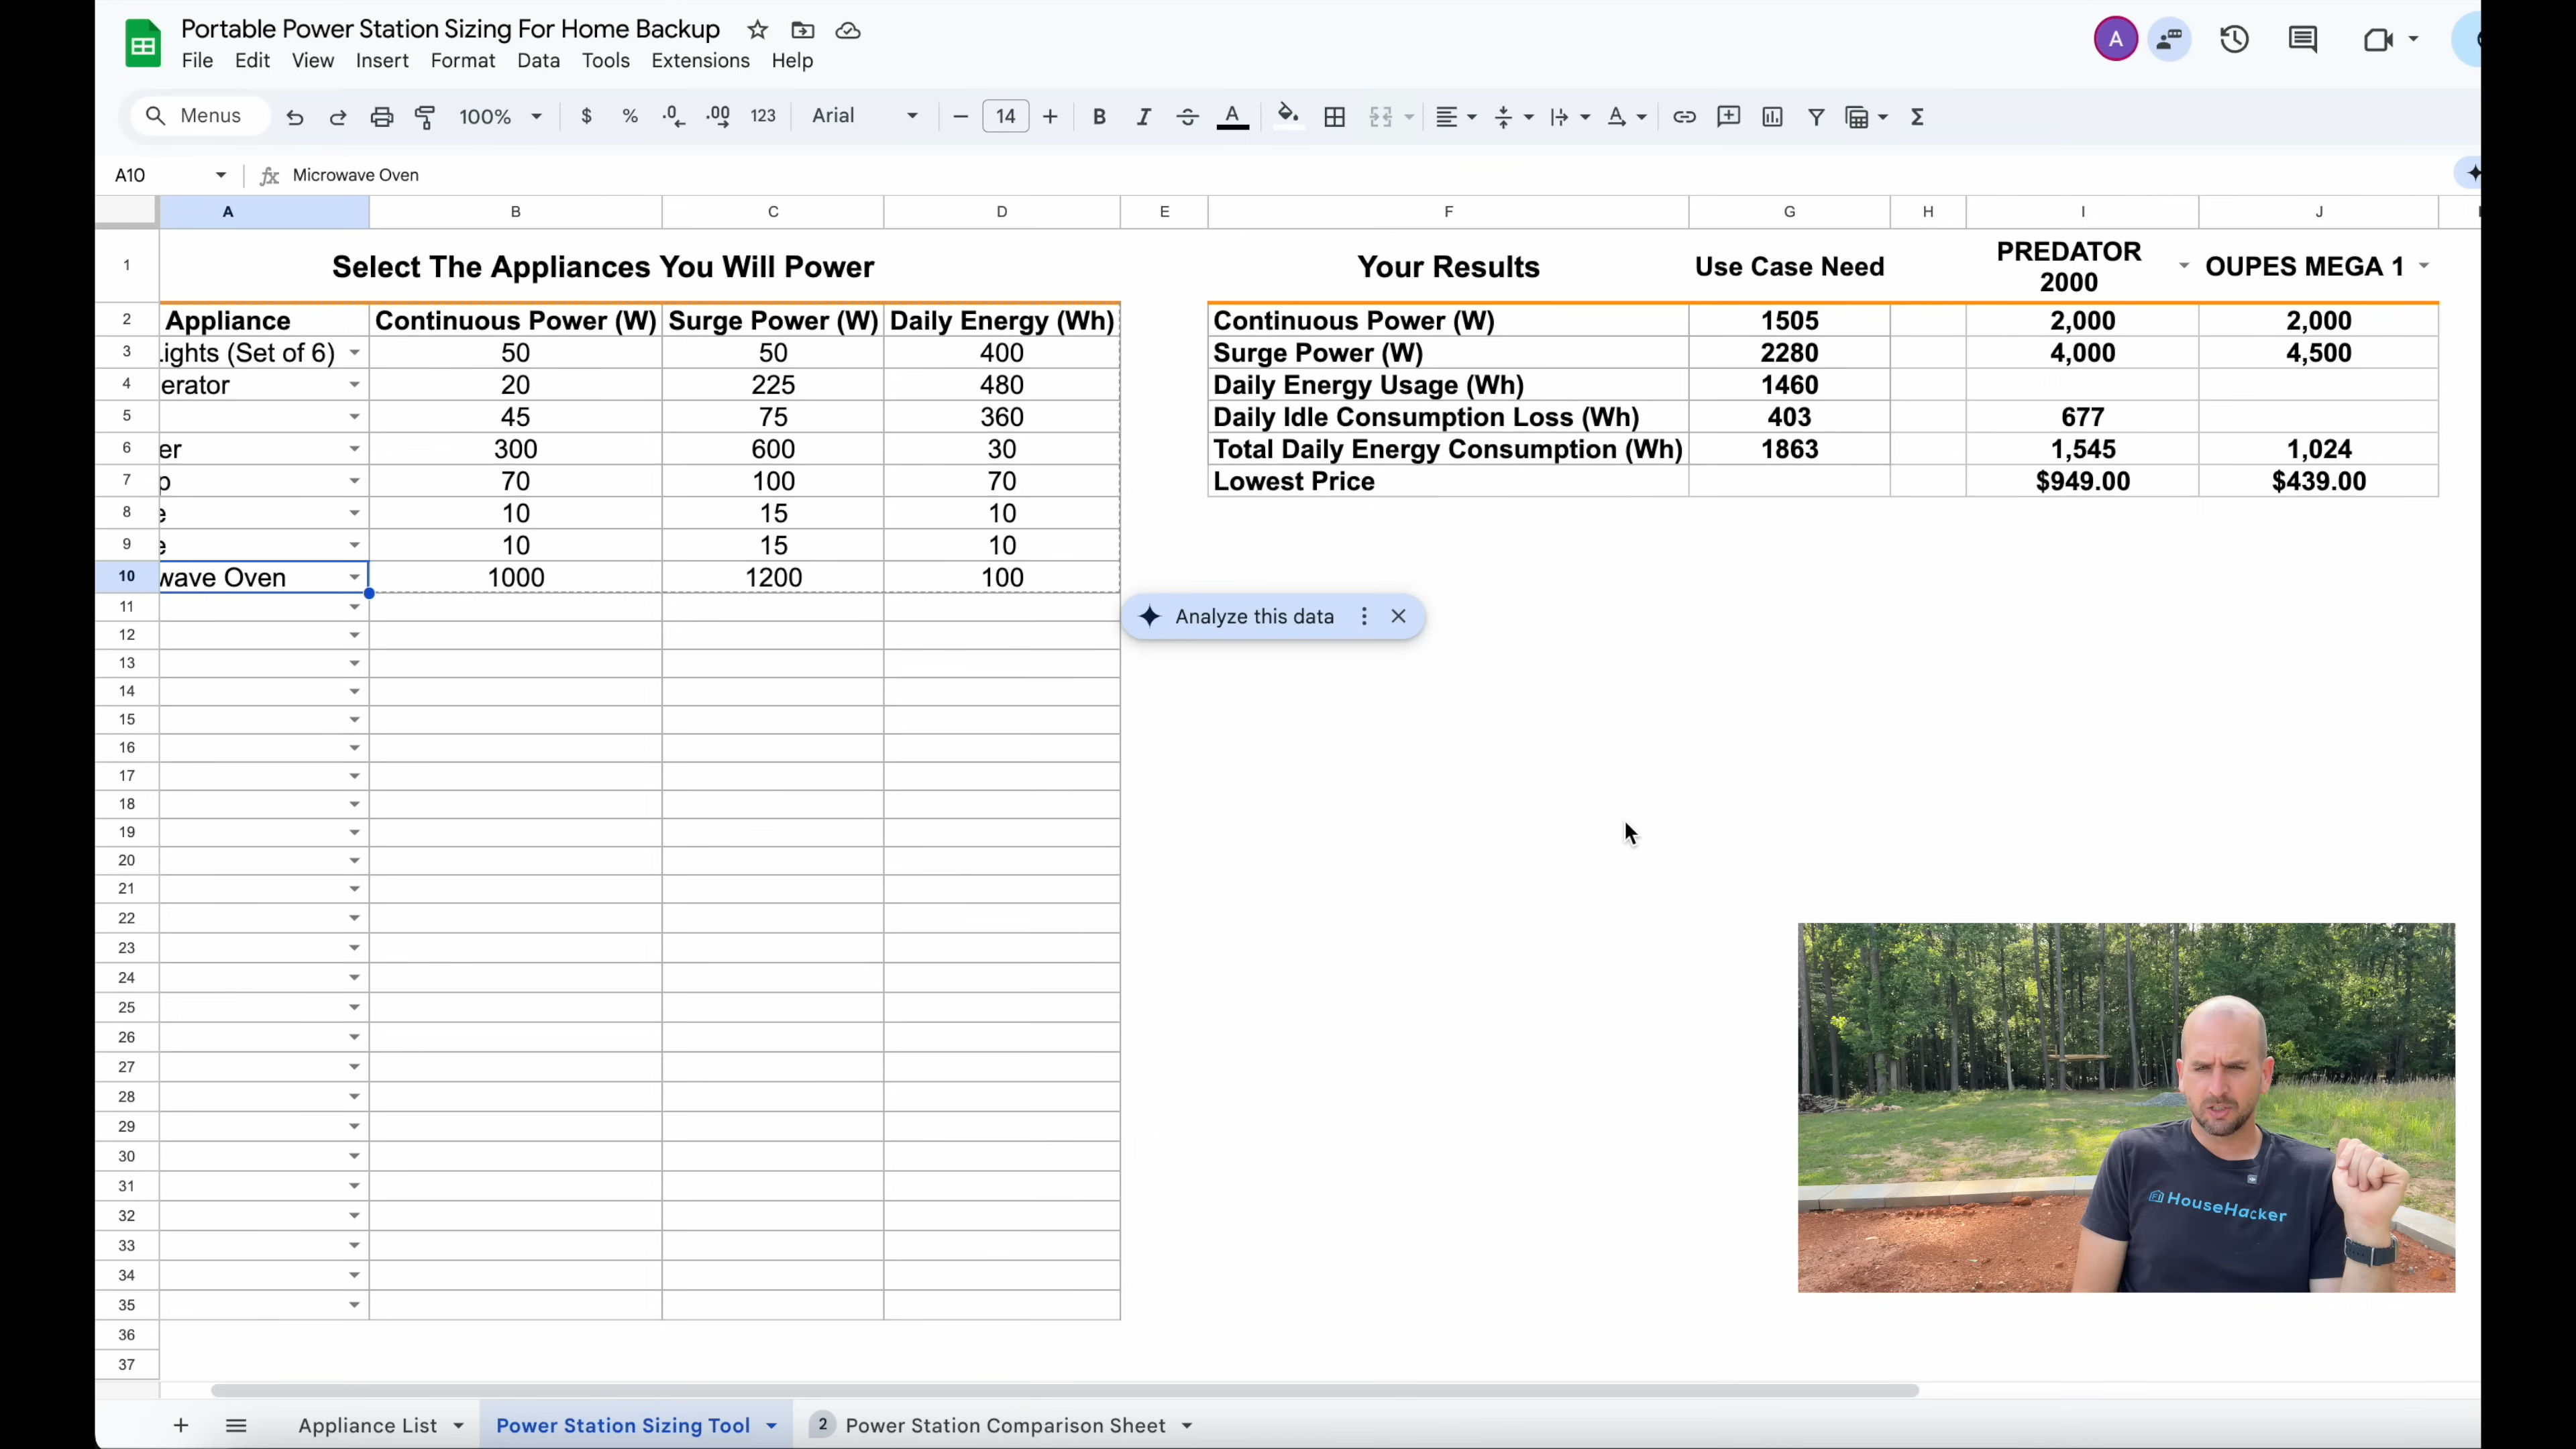 Portable Power Station Sizing For Home Backup
File Edit View Insert Format Data Tools Extensions Help
A
Menus 100% $ % .0 .00 123 Arial 14 B I A A Σ
A10 fx Microwave Oven
A B C D E F G H I J
1 Select The Appliances You Will Power Your Results Use Case Need PREDATOR 2000 OUPES MEGA 1
2 Appliance Continuous Power (W) Surge Power (W) Daily Energy (Wh) Continuous Power (W) 1505 2,000 2,000
3 ights (Set of 6) 50 50 400 Surge Power (W) 2280 4,000 4,500
4 erator 20 225 480 Daily Energy Usage (Wh) 1460
5 45 75 360 Daily Idle Consumption Loss (Wh) 403 677
6 er 300 600 30 Total Daily Energy Consumption (Wh) 1863 1,545 1,024
7 70 100 70 Lowest Price $949.00 $439.00
8 10 15 10
9 10 15 10
10 wave Oven 1000 1200 100
11
Analyze this data
12
13
14
15
16
17
18
19
20
21
22
23
24
25
26
27
28
29
30
31
32
33
34
35
36
37
HouseHacker
Appliance List Power Station Sizing Tool 2 Power Station Comparison Sheet